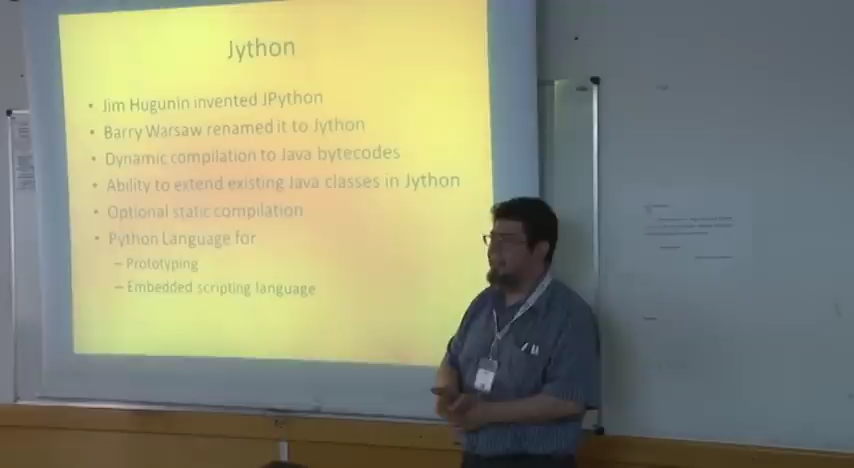 Jython
• Jim Hugunin invented JPython
• Barry Warsaw renamed it to Jython
• Dynamic compilation to Java bytecodes
• Ability to extend existing Java classes in Jython
• Optional static compilation
• Python Language for
– Prototyping
– Embedded scripting language